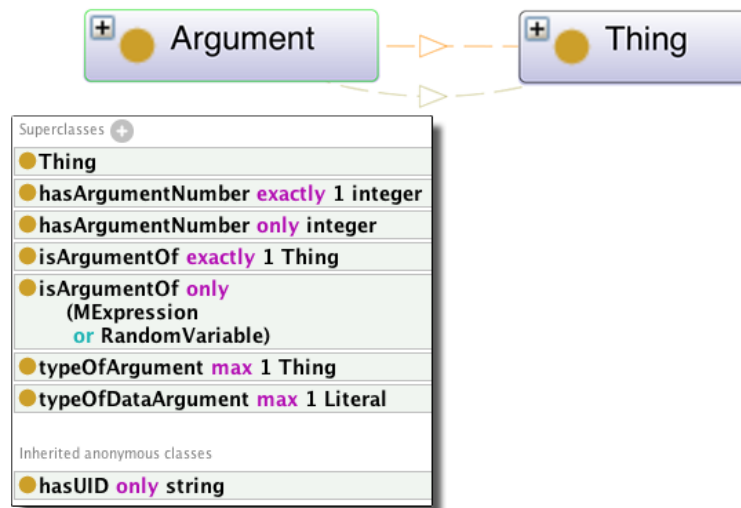 Argument
Thing
Superclasses
Thing
hasArgumentNumber exactly 1 integer
hasArgumentNumber only integer
isArgumentOf exactly 1 Thing
isArgumentOf only
(MExpression
or RandomVariable)
typeOfArgument max 1 Thing
typeOfDataArgument max 1 Literal
Inherited anonymous classes
hasUID only string